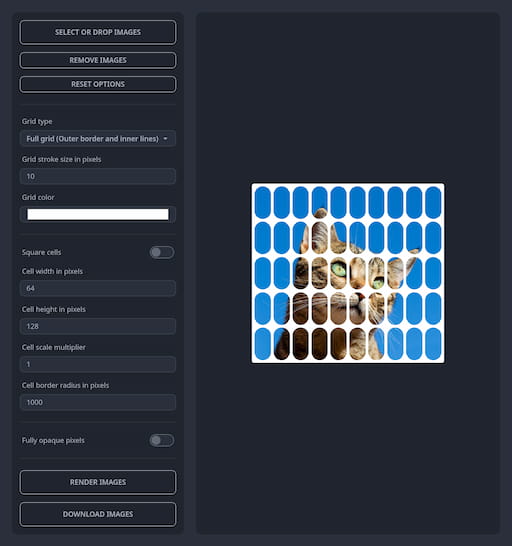 SELECT OR DROP IMAGES
REMOVE IMAGES
RESET OPTIONS
Grid type
Full grid (Outer border and inner lines)
Grid stroke size in pixels
10
Grid color
Square cells
Cell width in pixels
64
Cell height in pixels
128
Cell scale multiplier
1
Cell border radius in pixels
1000
Fully opaque pixels
RENDER IMAGES
DOWNLOAD IMAGES